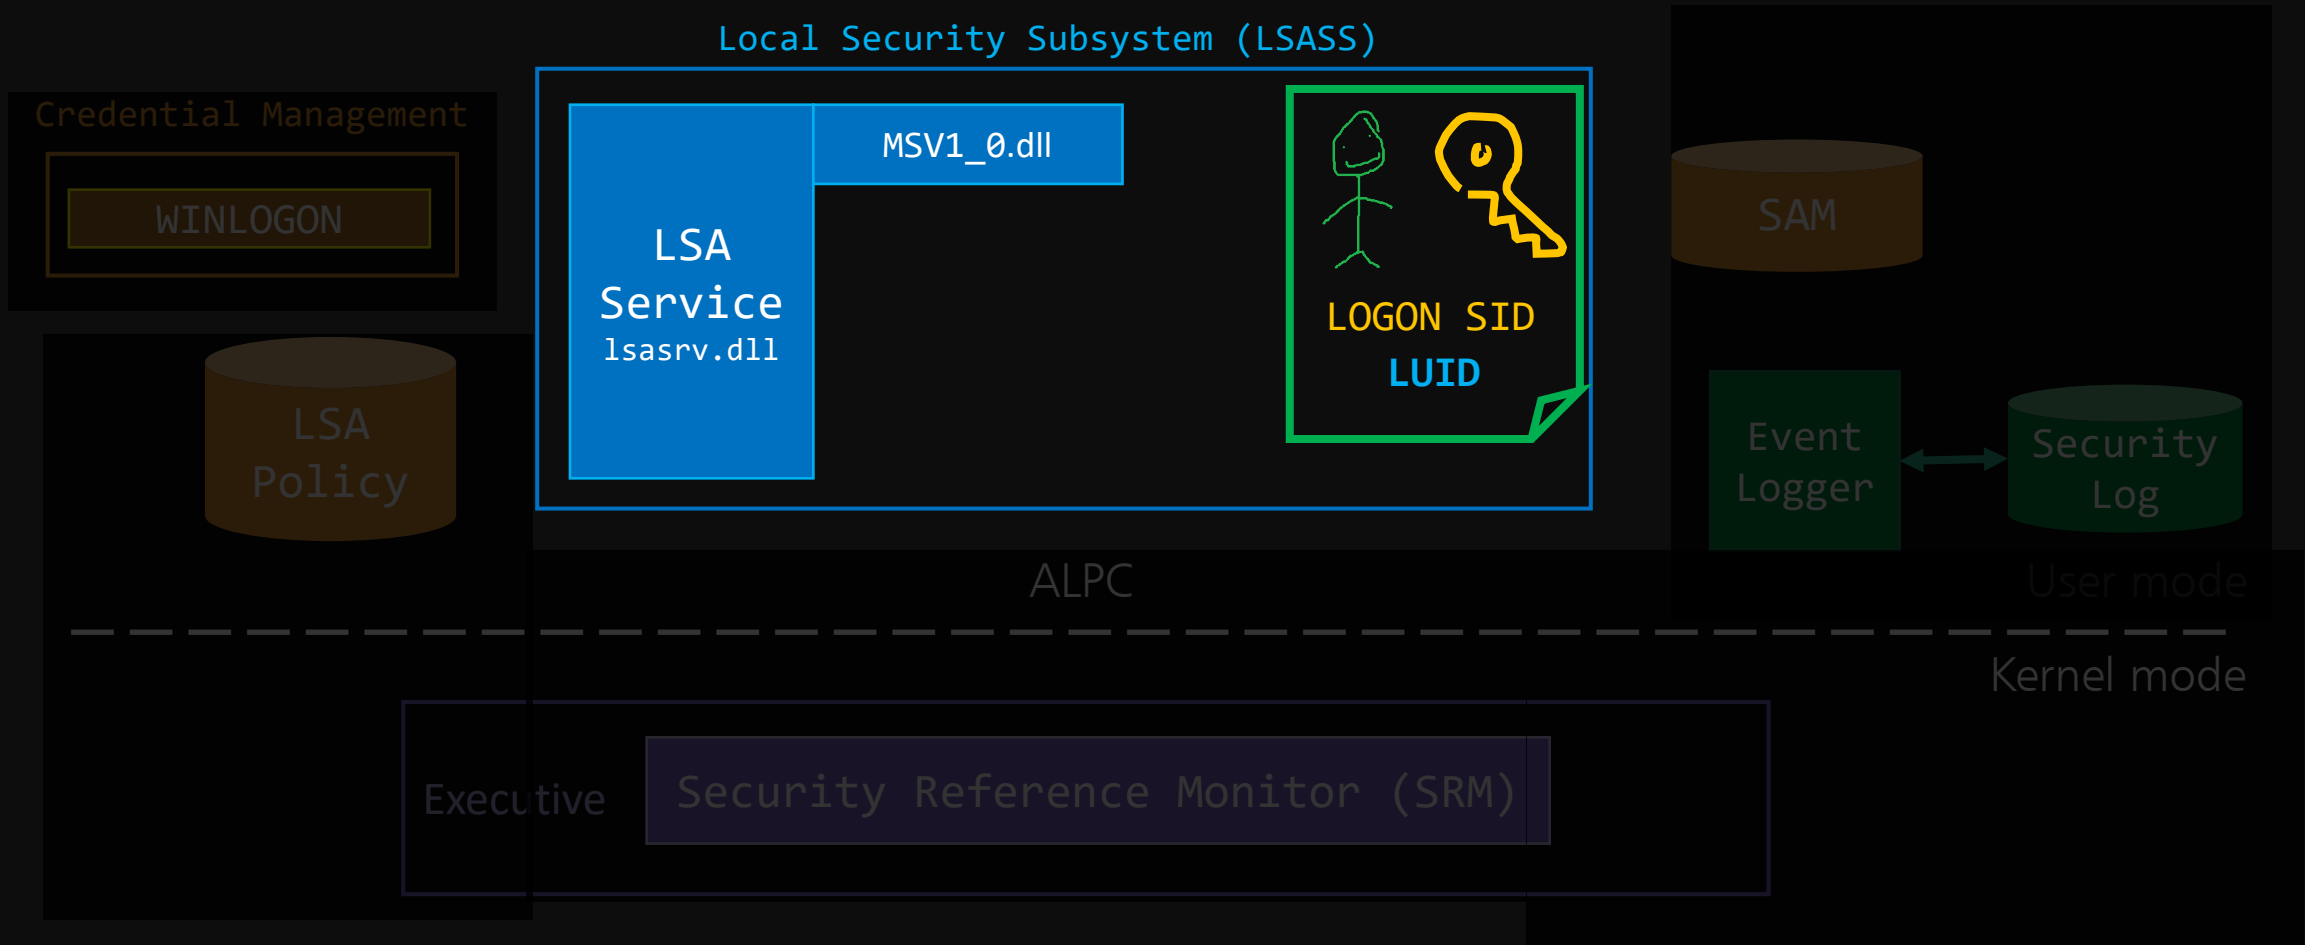 Local Security Subsystem (LSASS)
Credential Management
WINLOGON
MSV1_0.dll
LSA
Service
lsasrv.dll
LOGON SID
LUID
SAM
LSA
Policy
Event
Logger
Security
Log
ALPC
User mode
Kernel mode
Executive
Security Reference Monitor (SRM)